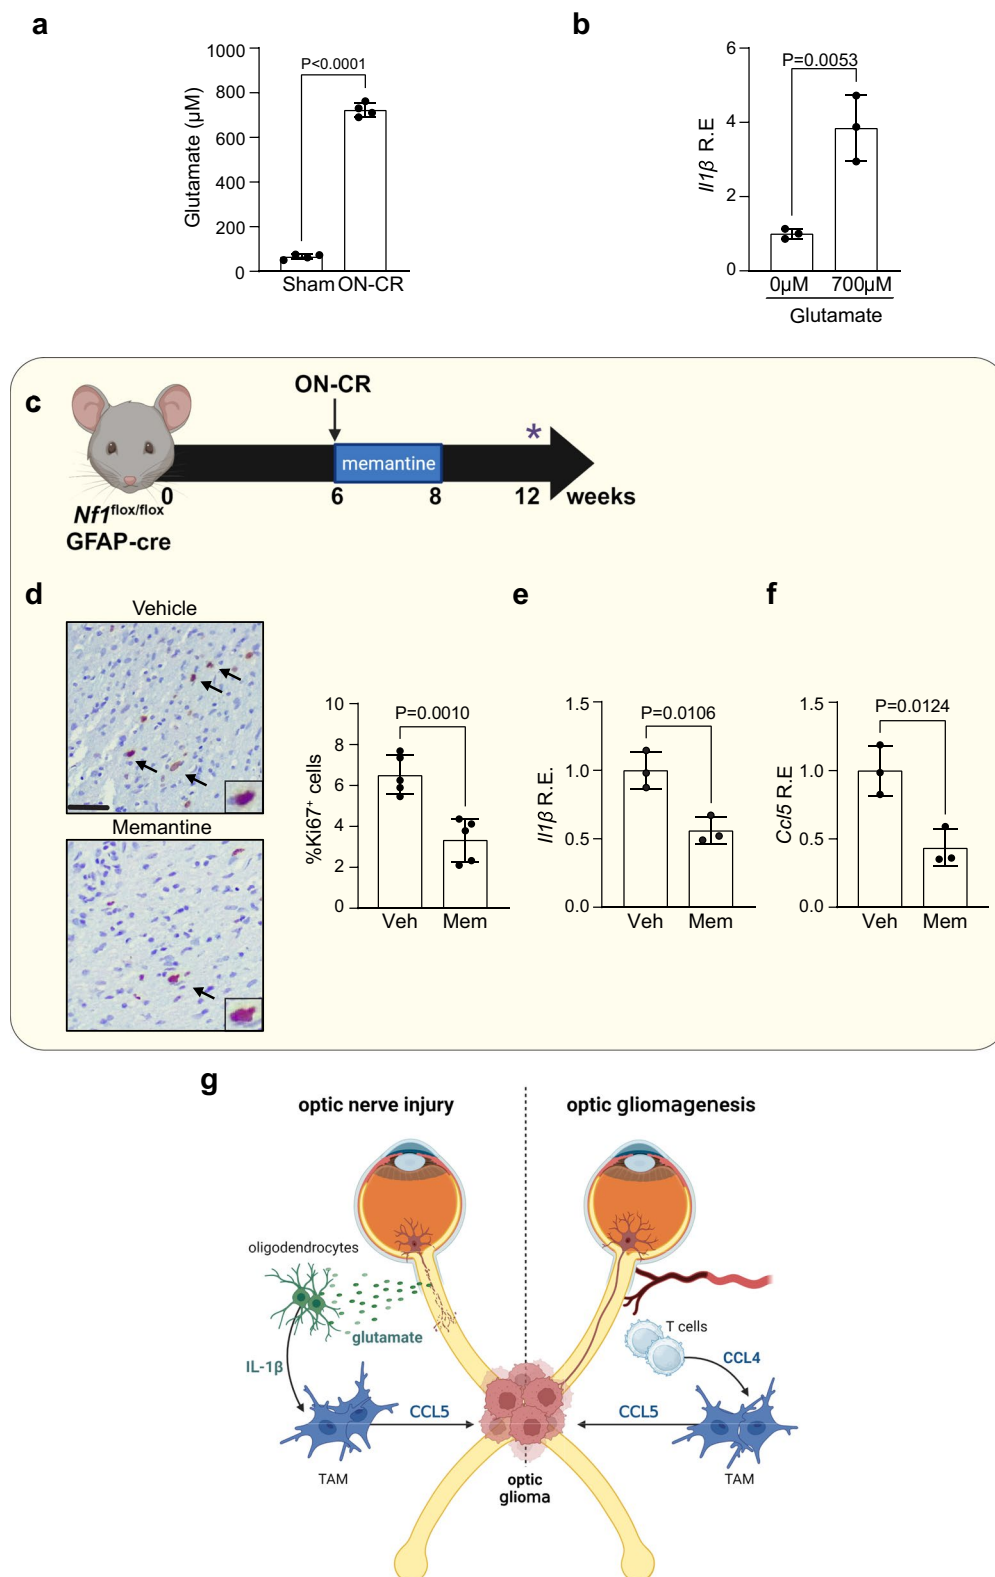 a
1000
800
600
400
200
0
Glutamate (µM)
P<0.0001
Sham ON-CR
b
6
4
2
0
Il1β R.E
P=0.0053
0µM 700µM
Glutamate
c
ON-CR
*
memantine
0 6 8 12 weeks
Nf1flox/flox
GFAP-cre
d
Vehicle
Memantine
10
8
6
4
2
0
%Ki67+ cells
P=0.0010
Veh Mem
e
1.5
1.0
0.5
0.0
Il1β R.E.
P=0.0106
Veh Mem
f
1.5
1.0
0.5
0.0
Ccl5 R.E
P=0.0124
Veh Mem
g
optic nerve injury
optic gliomagenesis
oligodendrocytes
glutamate
IL-1β
CCL5
TAM
T cells
CCL4
CCL5
TAM
optic
glioma